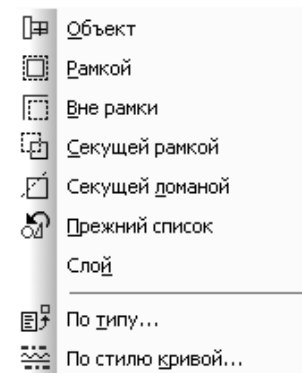 Объект
Рамкой
Вне рамки
Секущей рамкой
Секущей ломаной
Прежний список
Слой
По типу...
По стилю кривой...